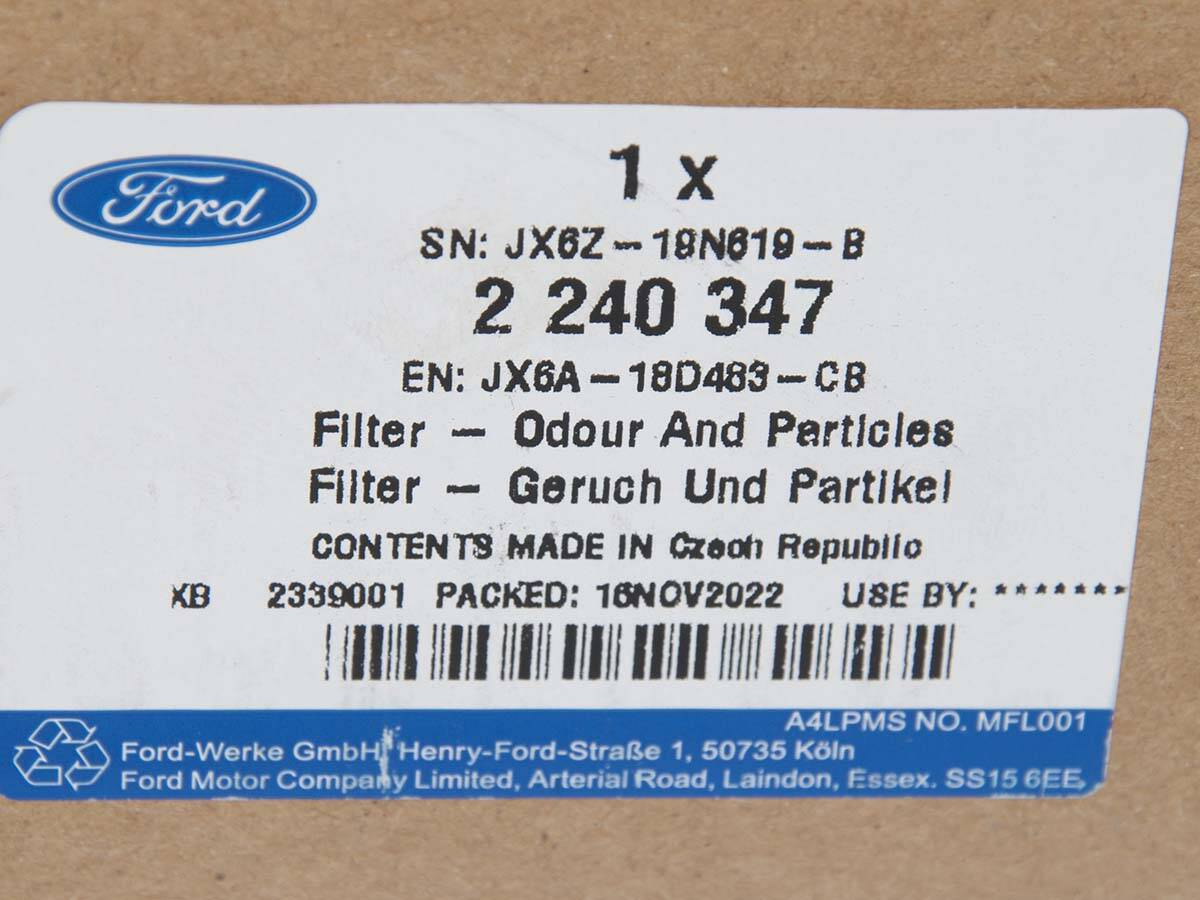 Ford
1 x
SN: JX6Z-19N619-B
2 240 347
EN: JX6A-18D483-CB
Filter - Odour And Particles
Filter - Geruch Und Partikel
CONTENTS MADE IN Czech Republic
XB 2339001 PACKED: 16NOV2022 USE BY: *******
A4LPMS NO. MFL001
Ford-Werke GmbH, Henry-Ford-Straße 1, 50735 Köln
Ford Motor Company Limited, Arterial Road, Laindon, Essex. SS15 6EE,